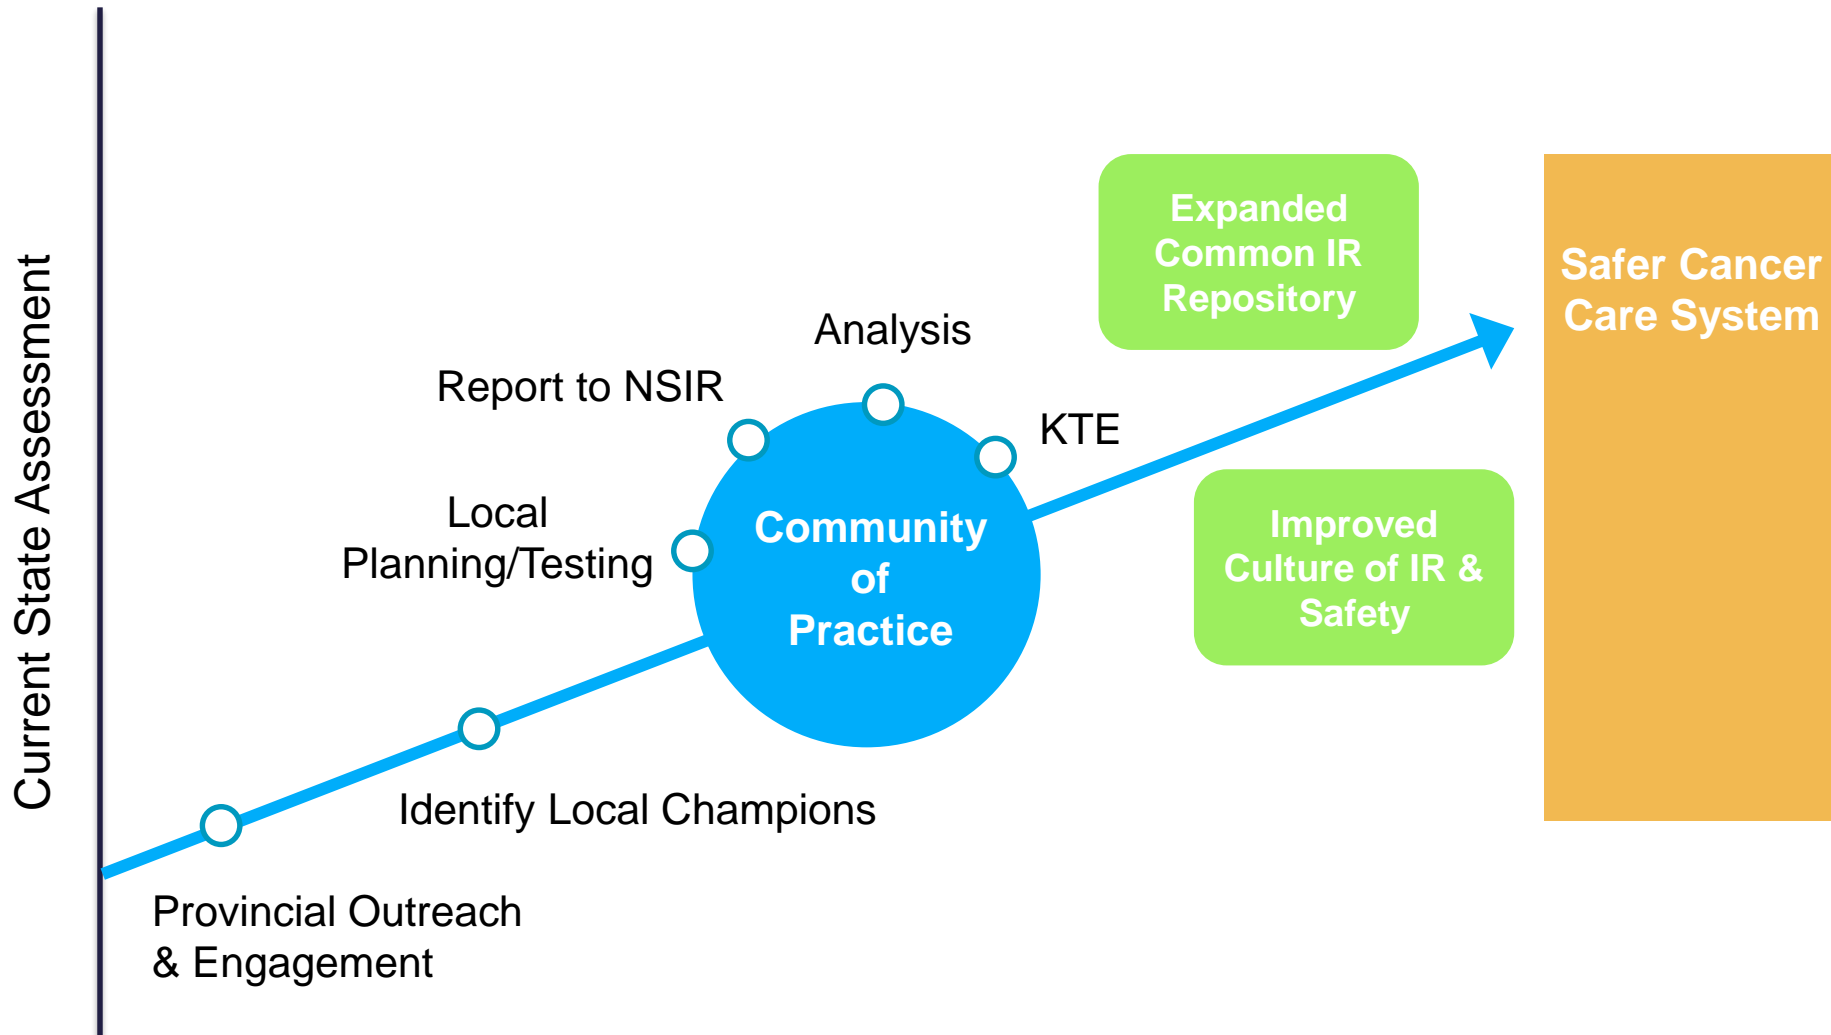 Current State Assessment
Provincial Outreach
& Engagement
Identify Local Champions
Local
Planning/Testing
Report to NSIR
Analysis
KTE
Community
of
Practice
Expanded
Common IR
Repository
Improved
Culture of IR &
Safety
Safer Cancer
Care System